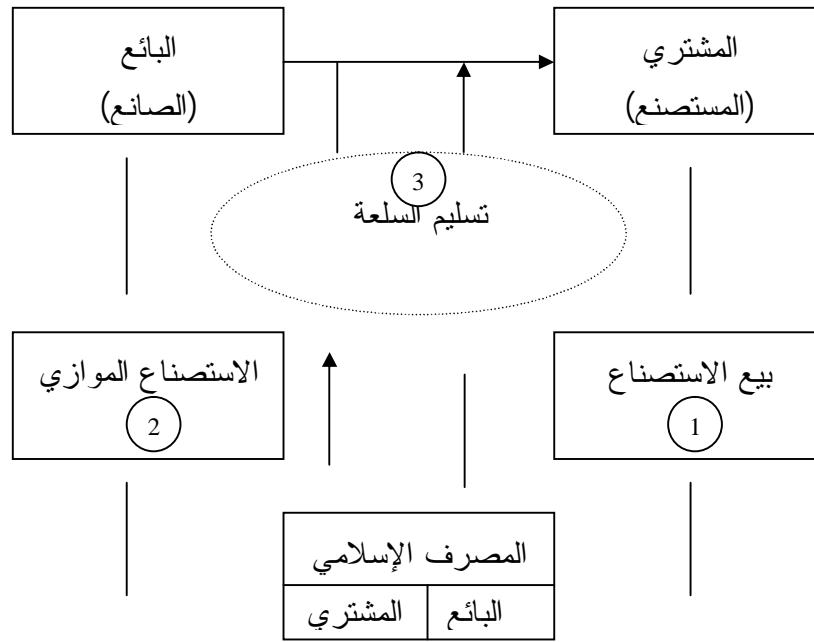 المشتري
(المستصنع)
البائع
(الصانع)
3
تسليم السلعة
بيع الاستصناع
1
الاستصناع الموازي
2
المصرف الإسلامي
البائع
المشتري